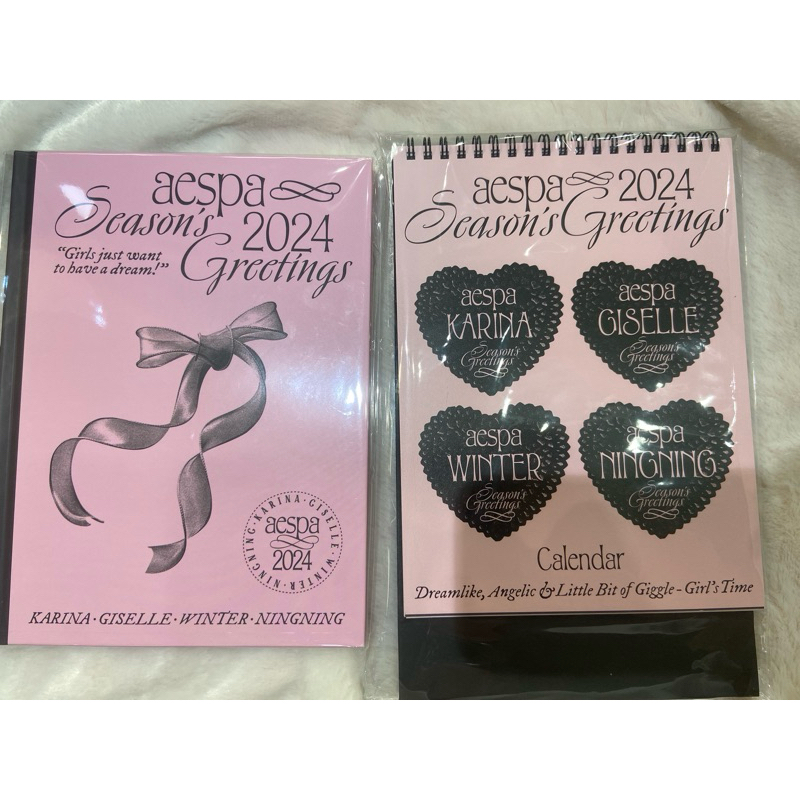 aespa
Season's 2024
"Girls just want
to have a dream!"
Greetings
KARINA · GISELLE · WINTER · NINGNING ·
aespa
2024
KARINA · GISELLE · WINTER · NINGNING
aespa 2024
Season's Greetings
aespa
KARINA
Season's
Greetings
aespa
GISELLE
Season's
Greetings
aespa
WINTER
Season's
Greetings
aespa
NINGNING
Season's
Greetings
Calendar
Dreamlike, Angelic & Little Bit of Giggle - Girl's Time